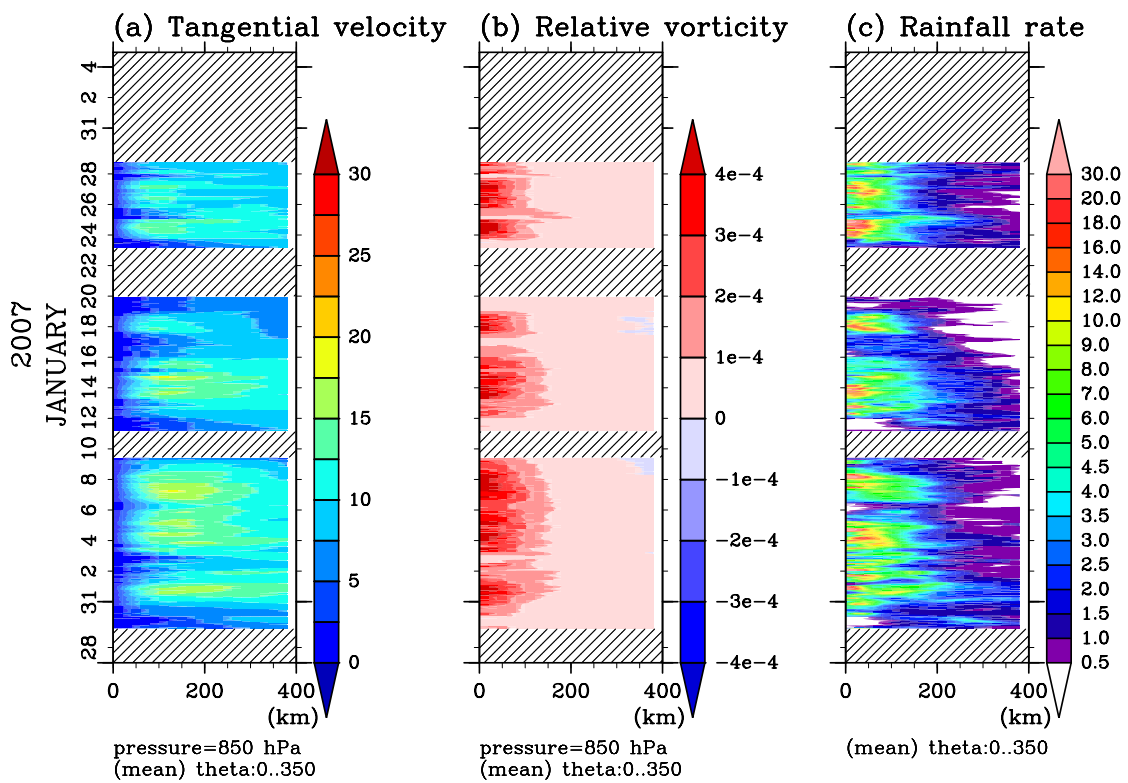 (a) Tangential velocity
(b) Relative vorticity
(c) Rainfall rate
2007
JANUARY
4
2
31
28
26
24
22
20
18
16
14
12
10
8
6
4
2
31
28
0 200 400
(km)
30
25
20
15
10
5
0
pressure=850 hPa
(mean) theta:0..350
0 200 400
(km)
4e-4
3e-4
2e-4
1e-4
0
-1e-4
-2e-4
-3e-4
-4e-4
pressure=850 hPa
(mean) theta:0..350
0 200 400
(km)
30.0
20.0
18.0
16.0
14.0
12.0
10.0
9.0
8.0
7.0
6.0
5.0
4.5
4.0
3.5
3.0
2.5
2.0
1.5
1.0
0.5
(mean) theta:0..350